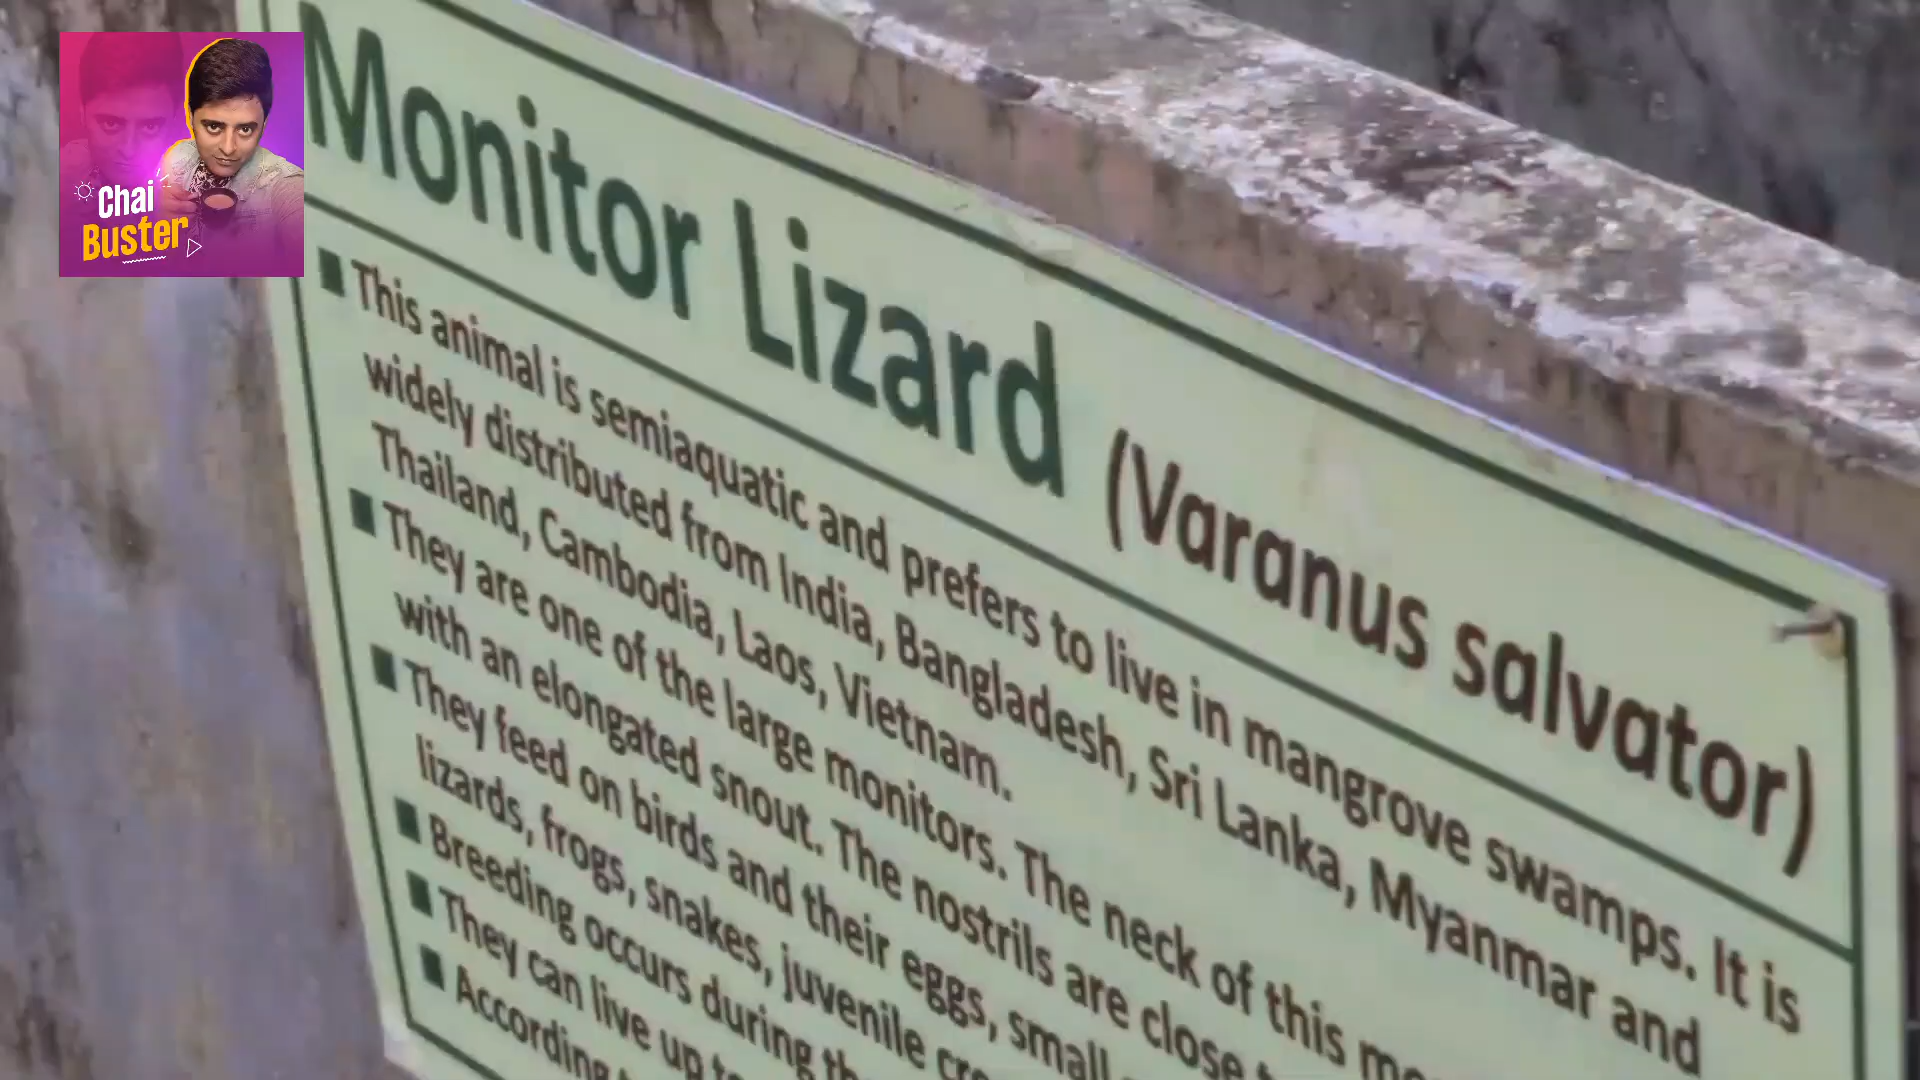 Chai
Buster
Monitor Lizard (Varanus salvator)
This animal is semiaquatic and prefers to live in mangrove swamps. It is
widely distributed from India, Bangladesh, Sri Lanka, Myanmar and
Thailand, Cambodia, Laos, Vietnam.
They are one of the large monitors. The neck of this
with an elongated snout. The nostrils are close
They feed on birds and their eggs, small
lizards, frogs, snakes, juvenile
Breeding occurs during
They can live up
According